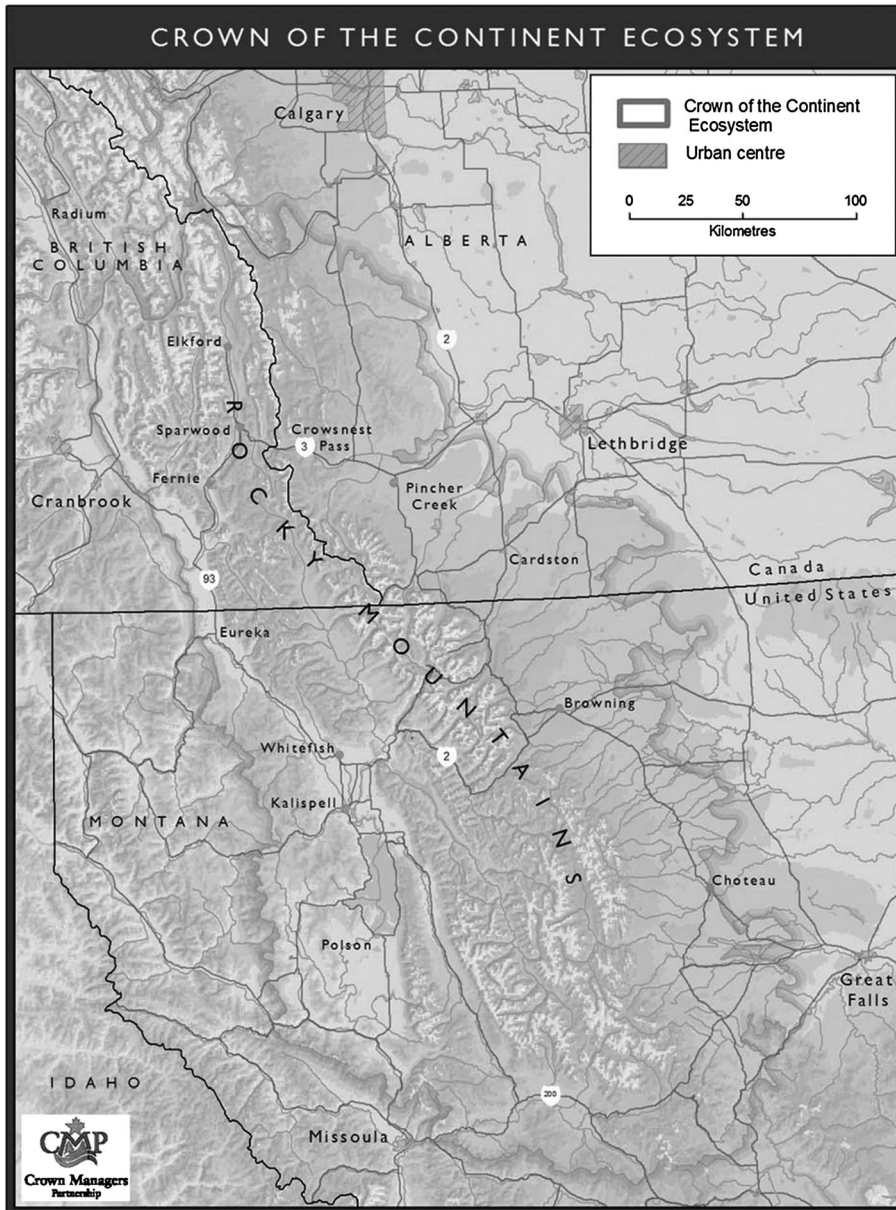 CROWN OF THE CONTINENT ECOSYSTEM
Calgary
Crown of the Continent
Ecosystem
Urban centre
0 25 50 100
Kilometres
Radium
BRITISH
COLUMBIA
ALBERTA
Elkford
2
ROCKY MOUNTAINS
Sparwood
Crowsnest
Pass
3
Lethbridge
Fernie
Cranbrook
Pincher
Creek
Cardston
Canada
United States
93
Eureka
Browning
Whitefish
2
Kalispell
MONTANA
Choteau
Polson
Great
Falls
IDAHO
200
Missoula
CMP
Crown Managers
Partnership